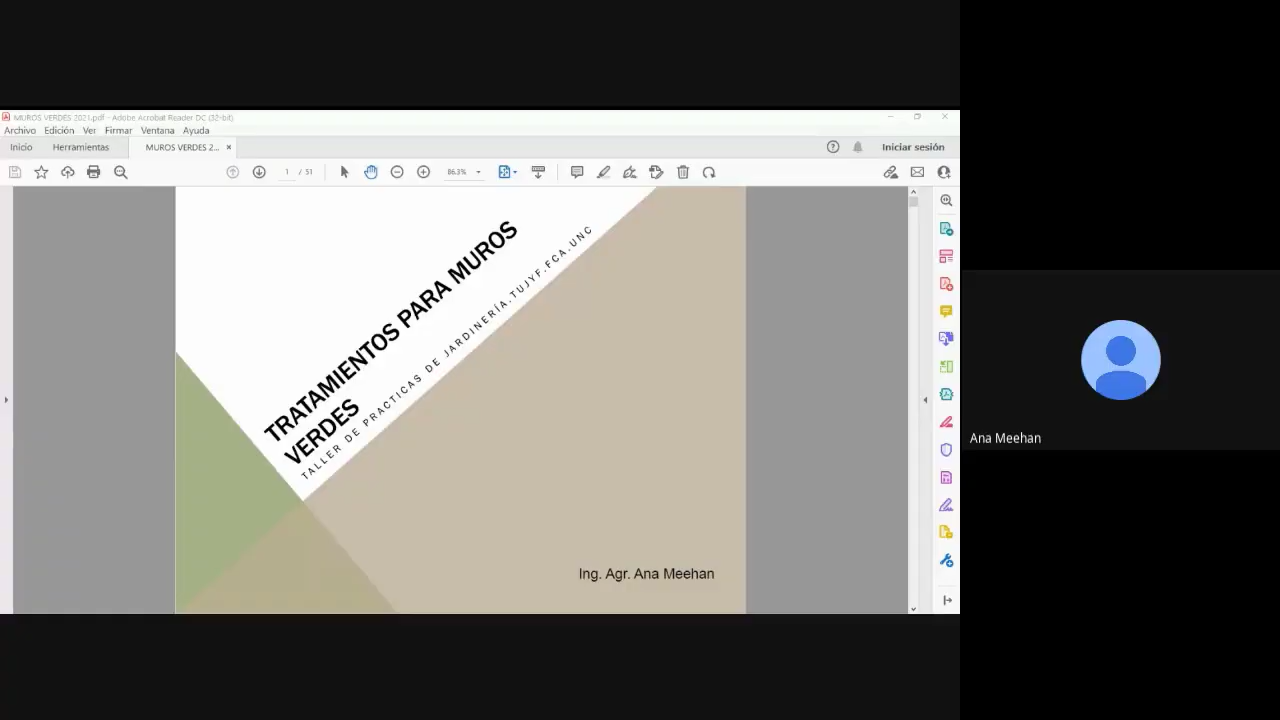 MUROS VERDES 2021.pdf - Adobe Acrobat Reader DC (32-bit)
Archivo Edición Ver Firmar Ventana Ayuda
Inicio Herramientas MUROS VERDES 2... × Iniciar sesión
1 / 51 86.3%
TRATAMIENTOS PARA MUROS
VERDES
TALLER DE PRACTICAS DE JARDINERÍA.TUJYF.FCA.UNC
Ing. Agr. Ana Meehan
Ana Meehan